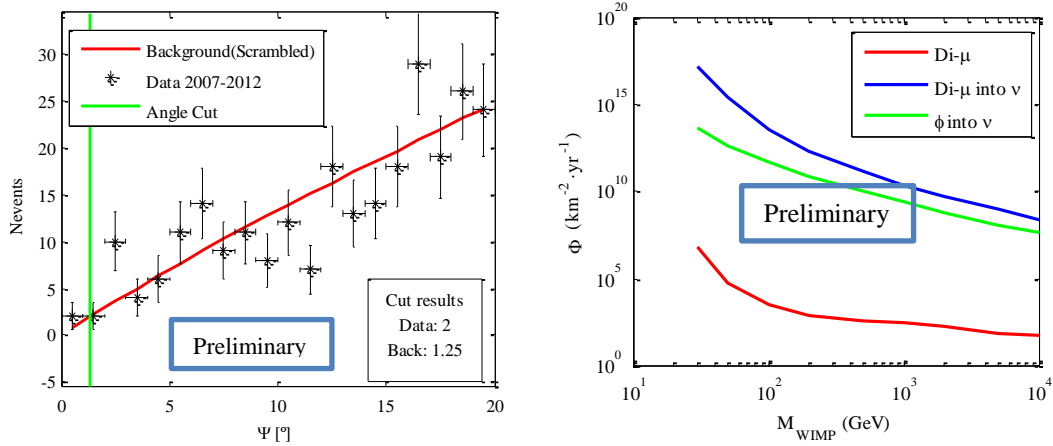 30
25
20
15
10
5
0
-5
Nevents
Background(Scrambled)
Data 2007-2012
Angle Cut
Cut results
Data: 2
Back: 1.25
Preliminary
0
5
10
15
20
Ψ [º]
10^20
10^15
10^10
10^5
10^0
Φ (km^-2.yr^-1)
Di-μ
Di-μ into ν
ϕ into ν
Preliminary
10^1
10^2
10^3
10^4
M_WIMP (GeV)